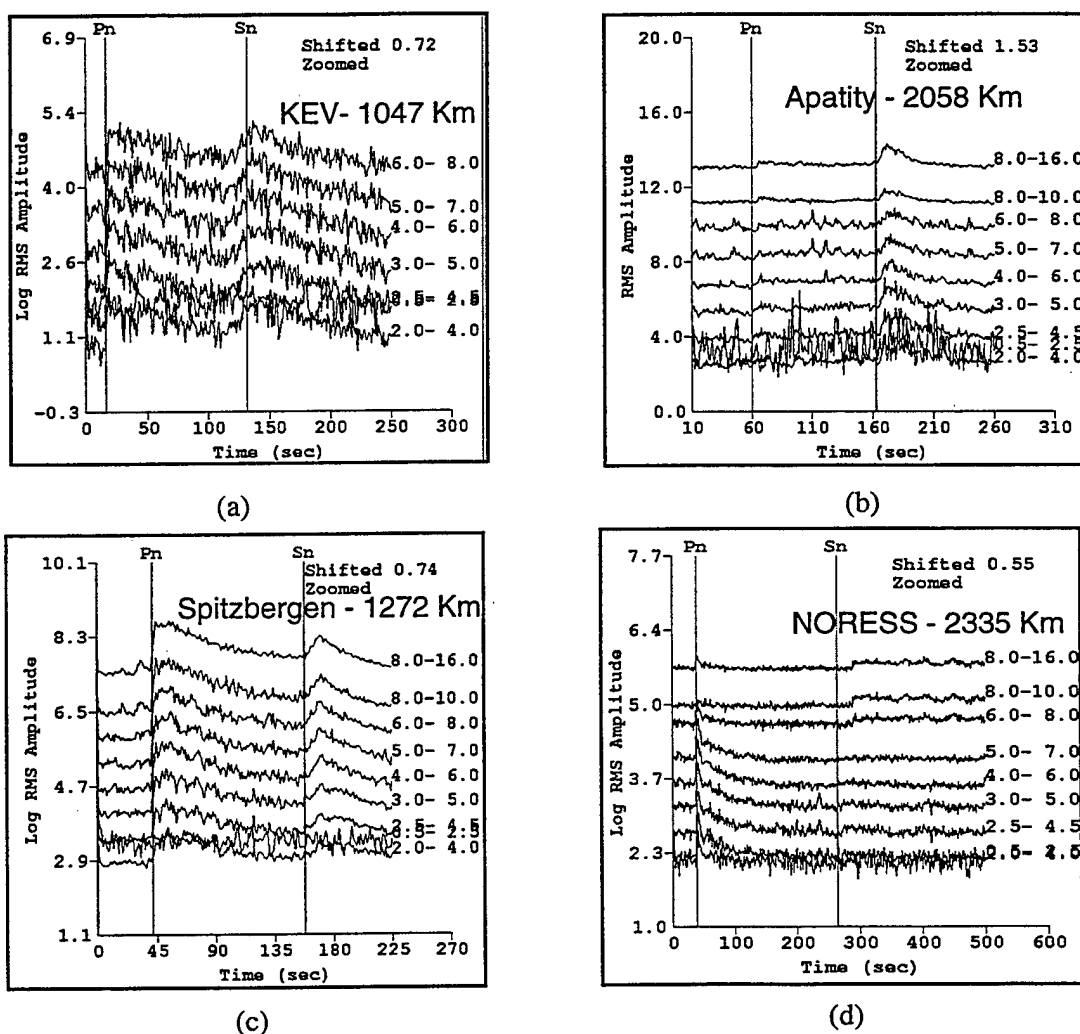 Pn Sn
6.9
Shifted 0.72
Zoomed
5.4
KEV- 1047 Km
6.0- 8.0
4.0
5.0- 7.0
4.0- 6.0
3.0- 5.0
2.6
2.0- 4.0
1.1
-0.3
Log RMS Amplitude
0 50 100 150 200 250 300
Time (sec)
(a)
Pn Sn
20.0
Shifted 1.53
Zoomed
16.0
Apatity - 2058 Km
8.0-16.0
12.0
8.0-10.0
6.0- 8.0
5.0- 7.0
8.0
4.0- 6.0
3.0- 5.0
2.5- 4.5
4.0
2.0- 4.0
0.0
RMS Amplitude
10 60 110 160 210 260 310
Time (sec)
(b)
Pn Sn
10.1
Shifted 0.74
Zoomed
Spitzbergen - 1272 Km
8.3
8.0-16.0
8.0-10.0
6.5
6.0- 8.0
5.0- 7.0
4.0- 6.0
4.7
3.0- 5.0
2.0- 4.0
2.9
1.1
Log RMS Amplitude
0 45 90 135 180 225 270
Time (sec)
(c)
Pn Sn
7.7
Shifted 0.55
Zoomed
6.4
NORESS - 2335 Km
8.0-16.0
8.0-10.0
5.0
6.0- 8.0
5.0- 7.0
3.7
4.0- 6.0
3.0- 5.0
2.5- 4.5
2.3
1.0
Log RMS Amplitude
0 100 200 300 400 500 600
Time (sec)
(d)